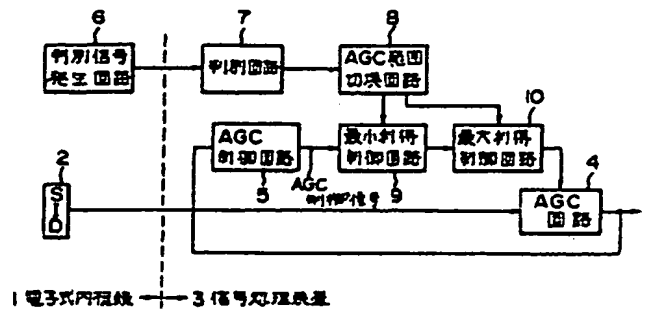 6
7
8
判別信号
発生回路
判別回路
AGC範囲
切換回路
10
AGC
制御回路
最小利得
制御回路
最大利得
制御回路
2
SID
5
AGC
制御信号
9
4
AGC
回路
1 電子式内視鏡
3 信号処理装置